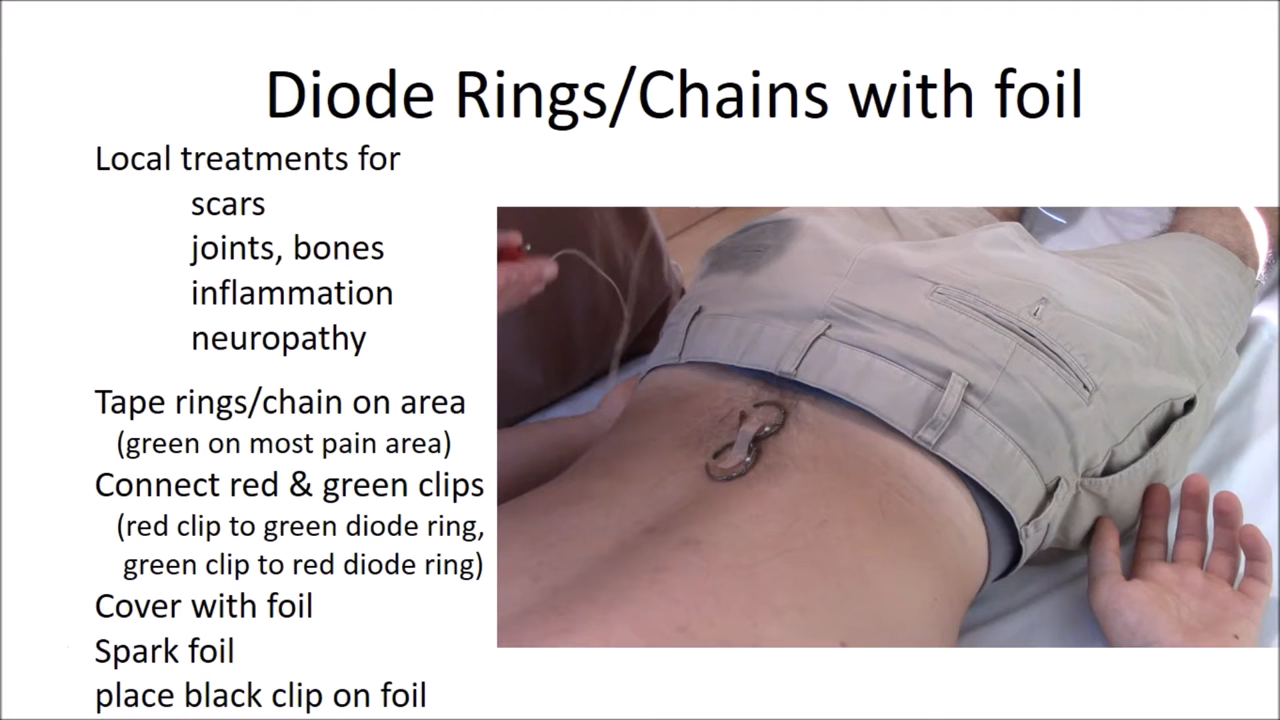 Diode Rings/Chains with foil
Local treatments for
scars
joints, bones
inflammation
neuropathy
Tape rings/chain on area
(green on most pain area)
Connect red & green clips
(red clip to green diode ring,
green clip to red diode ring)
Cover with foil
Spark foil
place black clip on foil